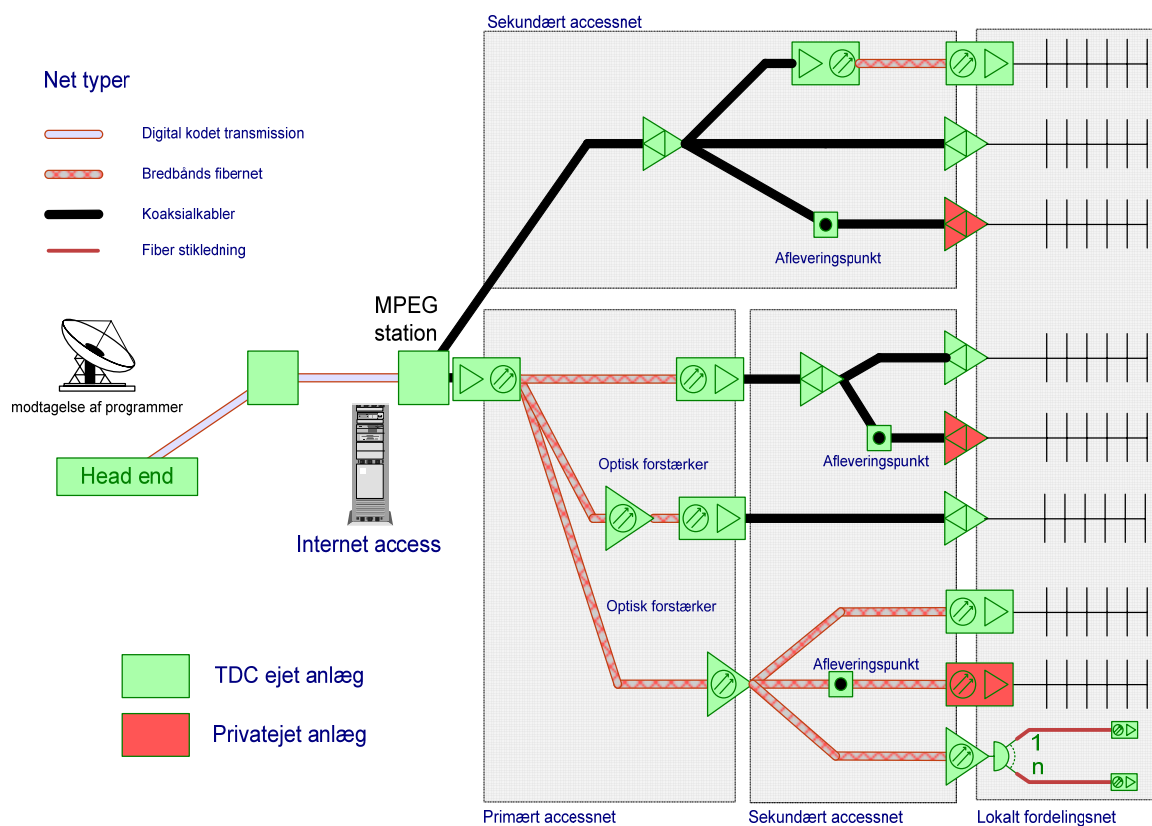 Sekundært accessnet
Net typer
Digital kodet transmission
Bredbånds fibernet
Koaksialkabler
Fiber stikledning
Afleveringspunkt
MPEG
station
modtagelse af programmer
Head end
Internet access
Optisk forstærker
Afleveringspunkt
Optisk forstærker
Afleveringspunkt
TDC ejet anlæg
Privatejet anlæg
1
n
Primært accessnet
Sekundært accessnet
Lokalt fordelingsnet